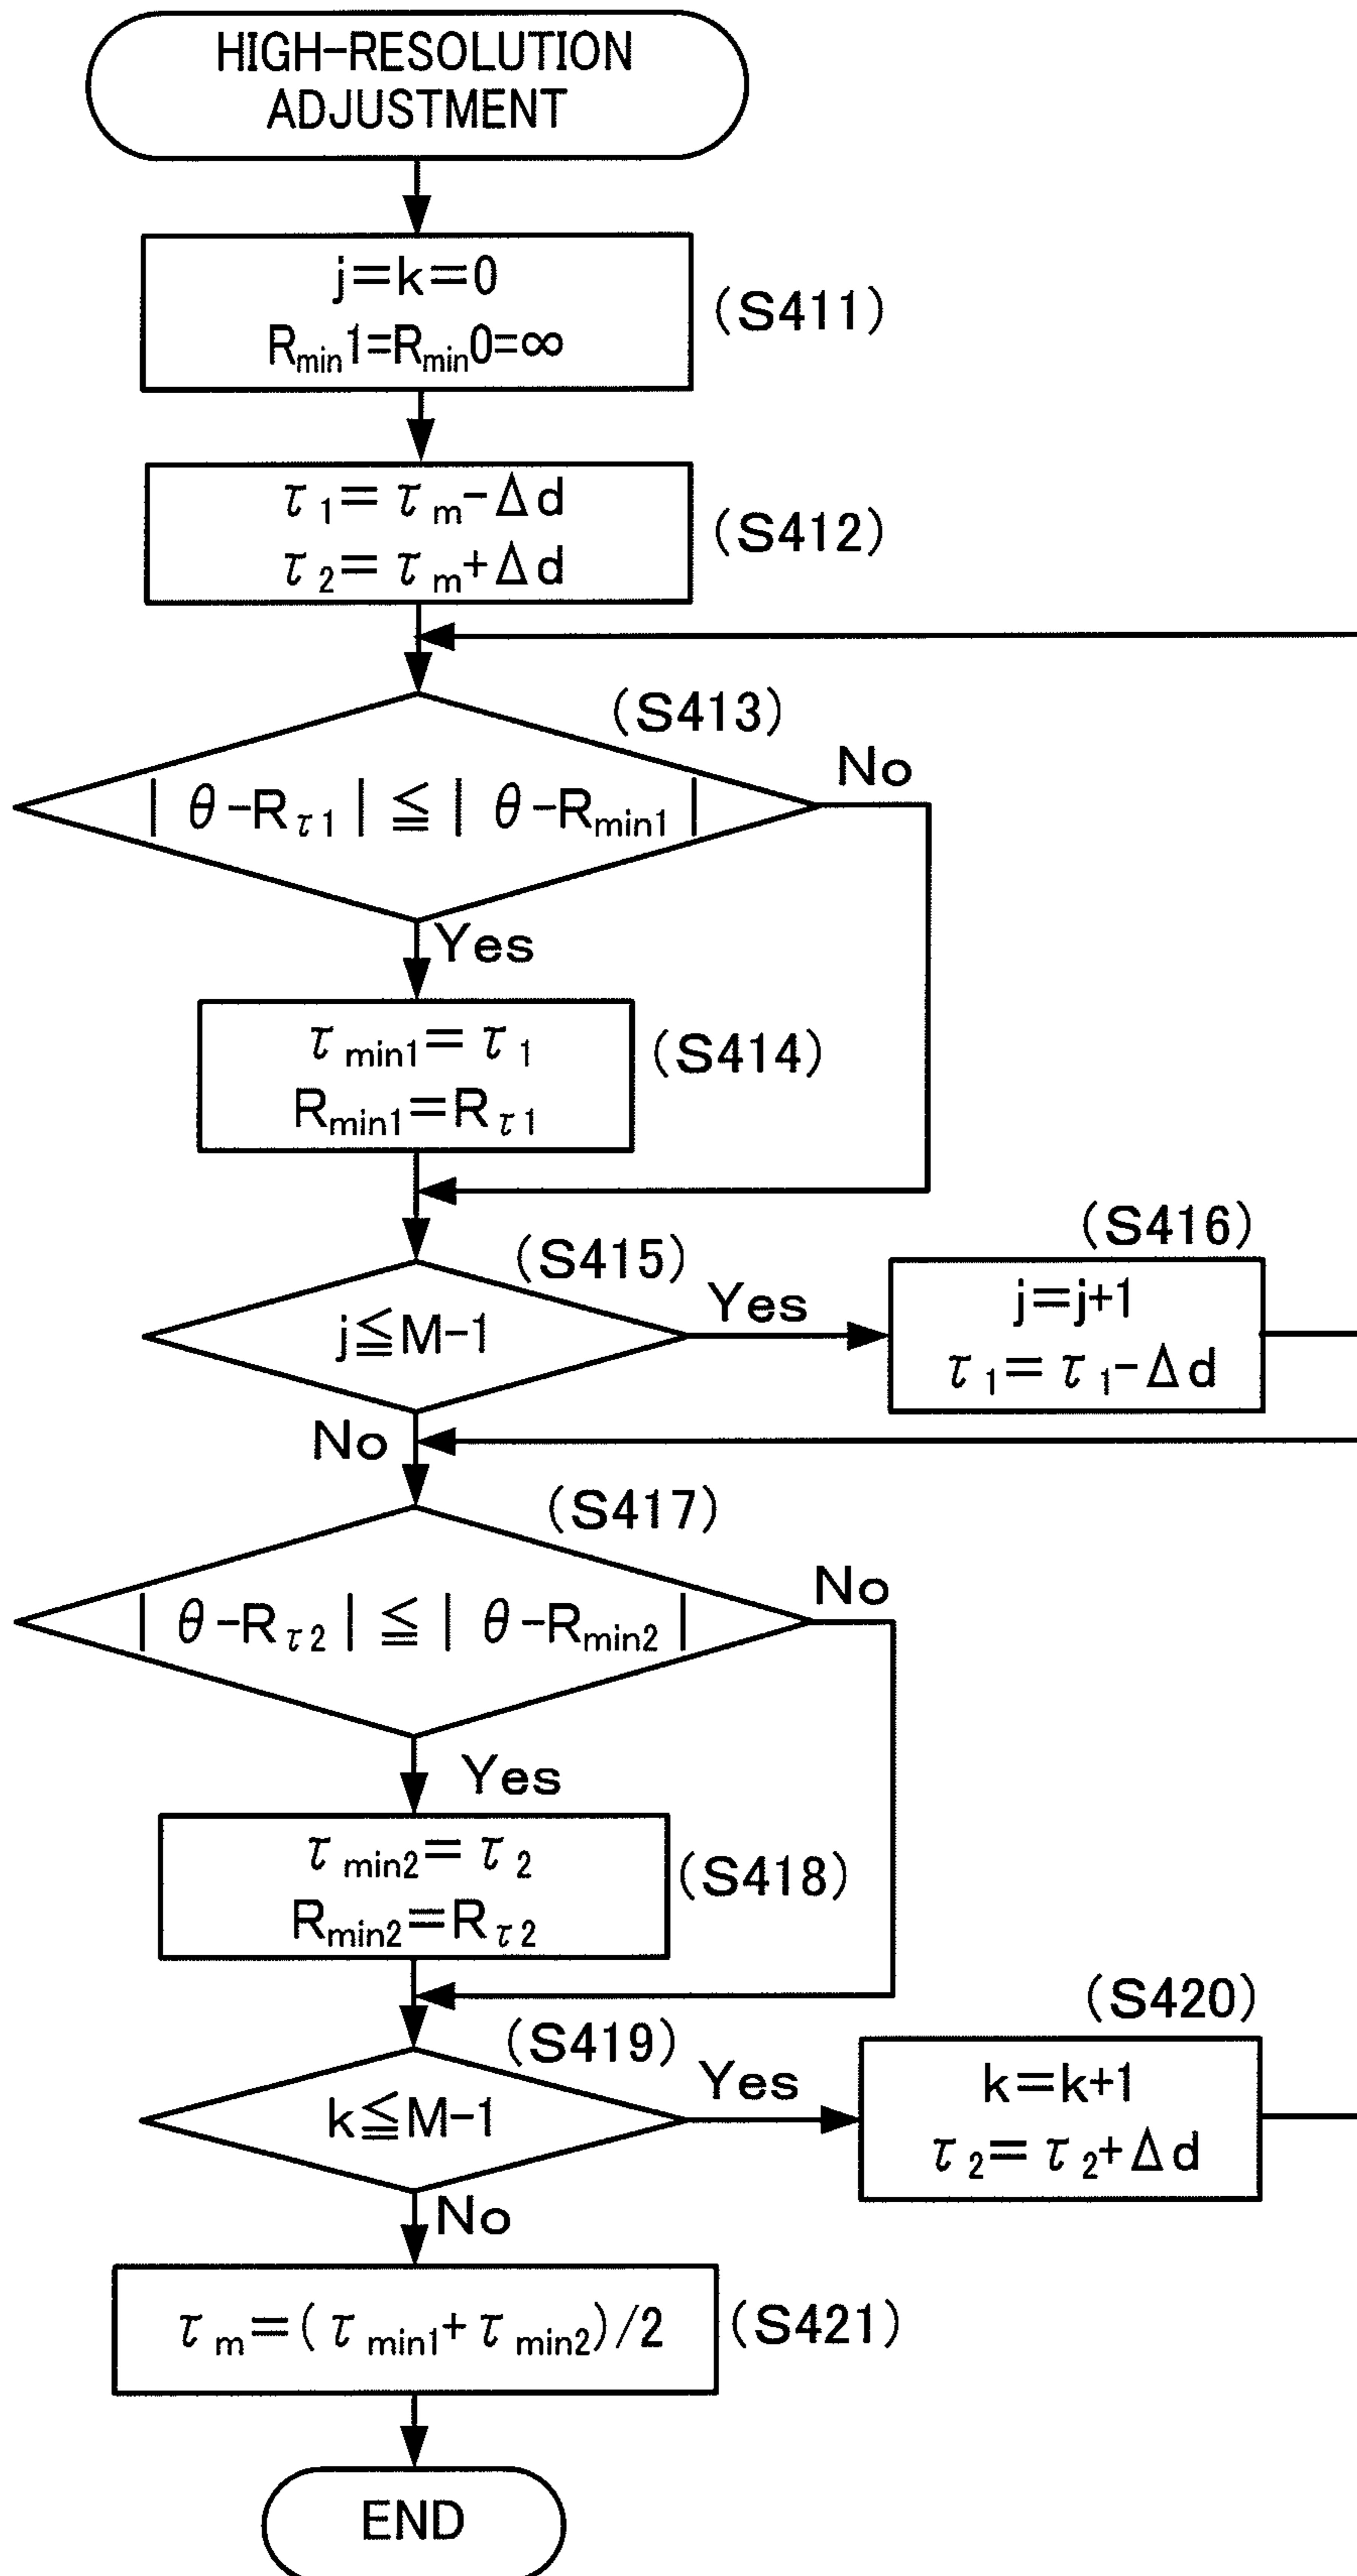 HIGH-RESOLUTION
ADJUSTMENT
j=k=0
Rmin1=Rmin0=∞
(S411)
τ1=τm-Δd
τ2=τm+Δd
(S412)
(S413)
|θ-Rτ1|≦|θ-Rmin1|
No
Yes
τmin1=τ1
Rmin1=Rτ1
(S414)
(S415)
j≦M-1
Yes
(S416)
j=j+1
τ1=τ1-Δd
No
(S417)
|θ-Rτ2|≦|θ-Rmin2|
No
Yes
τmin2=τ2
Rmin2=Rτ2
(S418)
(S419)
k≦M-1
Yes
(S420)
k=k+1
τ2=τ2+Δd
No
τm=(τmin1+τmin2)/2
(S421)
END